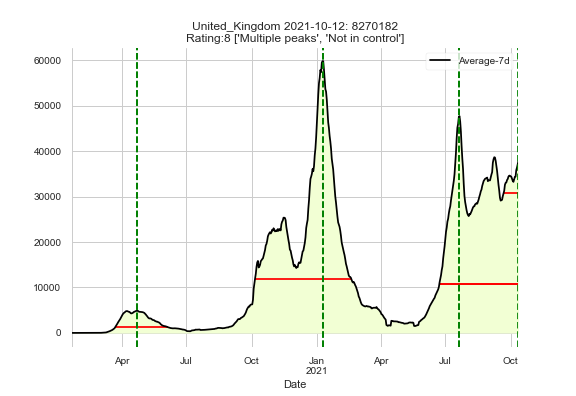 United_Kingdom 2021-10-12: 8270182
Rating:8 ['Multiple peaks', 'Not in control']
Average-7d
60000
50000
40000
30000
20000
10000
0
Apr Jul Oct Jan Apr Jul Oct
2021
Date